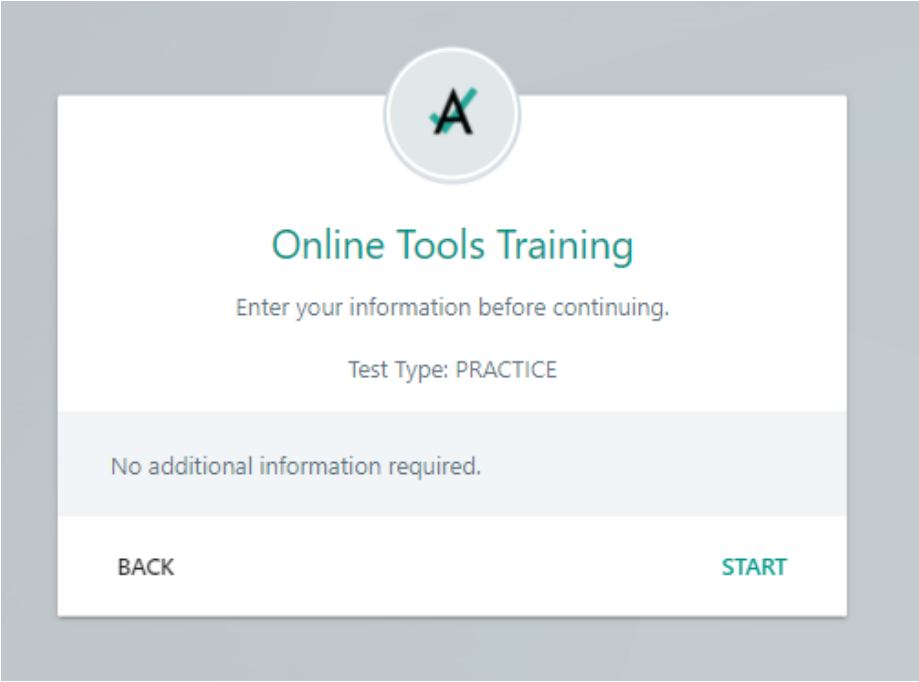 Online Tools Training
Enter your information before continuing.
Test Type: PRACTICE
No additional information required.
BACK
START